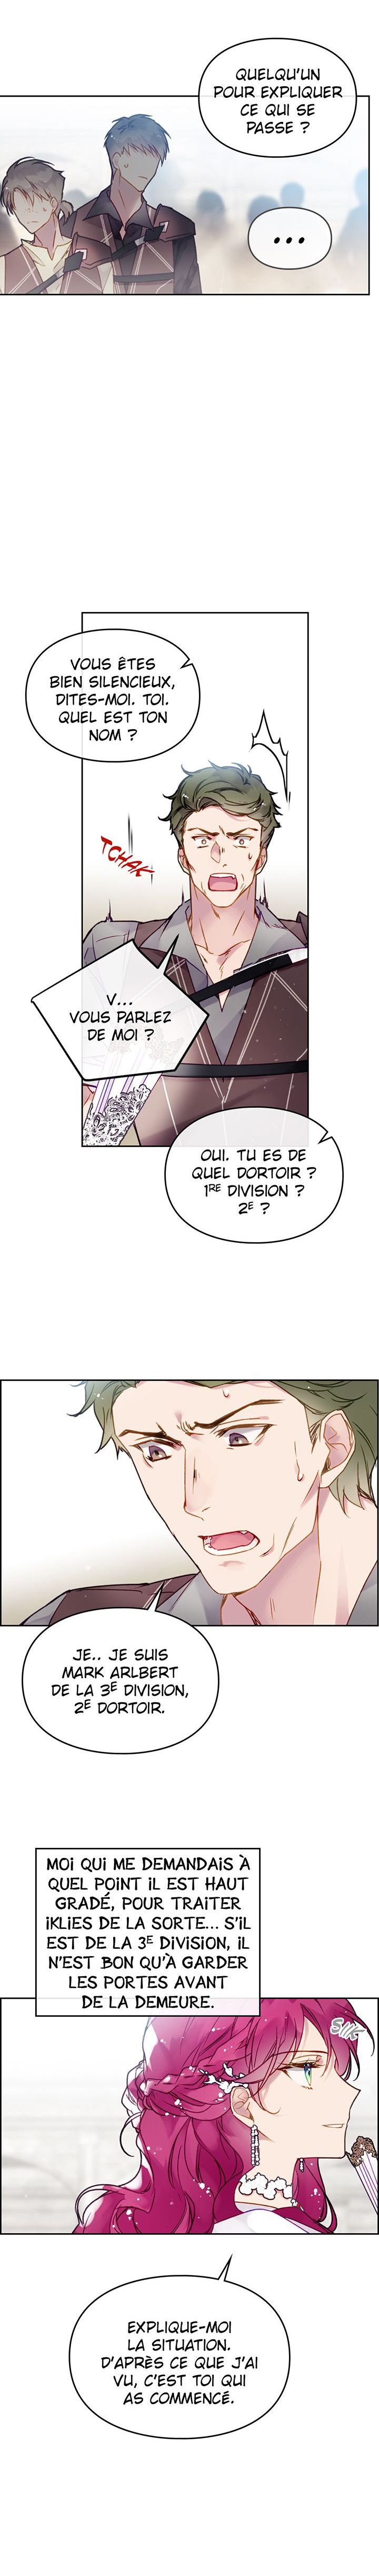 QUELQU'UN
POUR EXPLIQUER
CE QUI SE
PASSE ?
...
VOUS ÊTES
BIEN SILENCIEUX,
DITES-MOI. TOI.
QUEL EST TON
NOM ?
TCHAK
V...
VOUS PARLEZ
DE MOI ?
OUI. TU ES DE
QUEL DORTOIR ?
1RE DIVISION ?
2E ?
JE.. JE SUIS
MARK ARLBERT
DE LA 3E DIVISION,
2E DORTOIR.
MOI QUI ME DEMANDAIS À
QUEL POINT IL EST HAUT
GRADÉ, POUR TRAITER
IKLIES DE LA SORTE... S'IL
EST DE LA 3E DIVISION, IL
N'EST BON QU'À GARDER
LES PORTES AVANT
DE LA DEMEURE.
EXPLIQUE-MOI
LA SITUATION.
D'APRÈS CE QUE J'AI
VU, C'EST TOI QUI
AS COMMENCÉ.